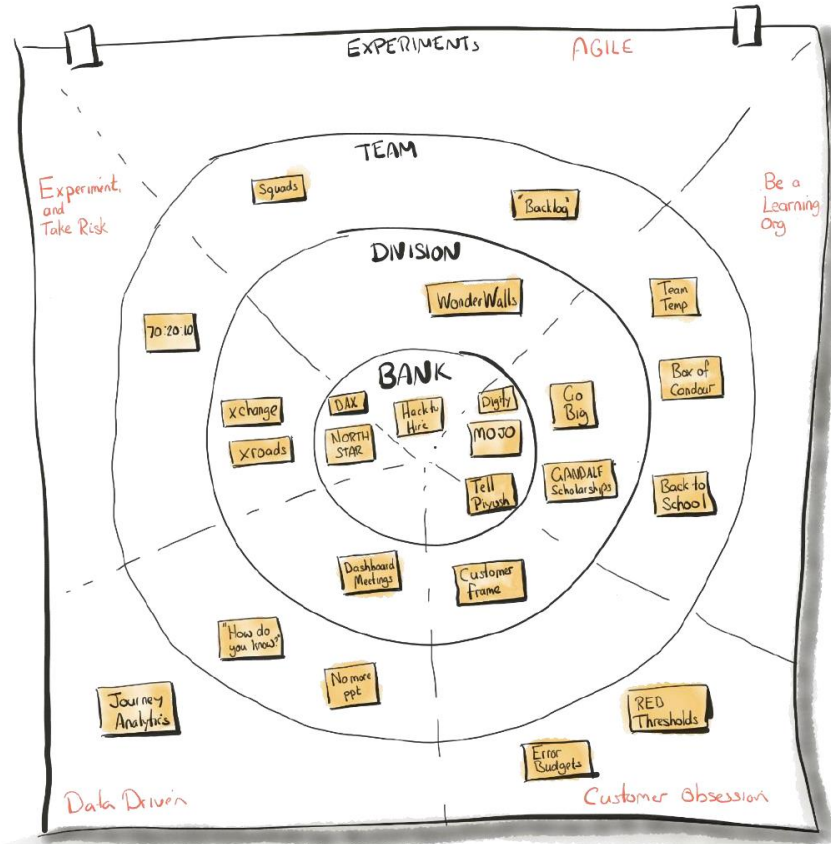 EXPERIMENTS
AGILE
TEAM
Experiment,
and
Take Risk
Squads
"Backlog"
Be a
Learning
Org
DIVISION
WonderWalls
Team
Temp
70:20:10
BANK
Box of
Candour
xchange
DAX
Hack to
Hire
Digify
Go
Big
xroads
NORTH
STAR
MOJO
Tell
Piyush
GANDALF
Scholarships
Back to
School
Dashboard
Meetings
Customer
Frame
"How do
you know?"
No more
ppt
Journey
Analytics
RED
Thresholds
Error
Budgets
Data Driven
Customer Obsession